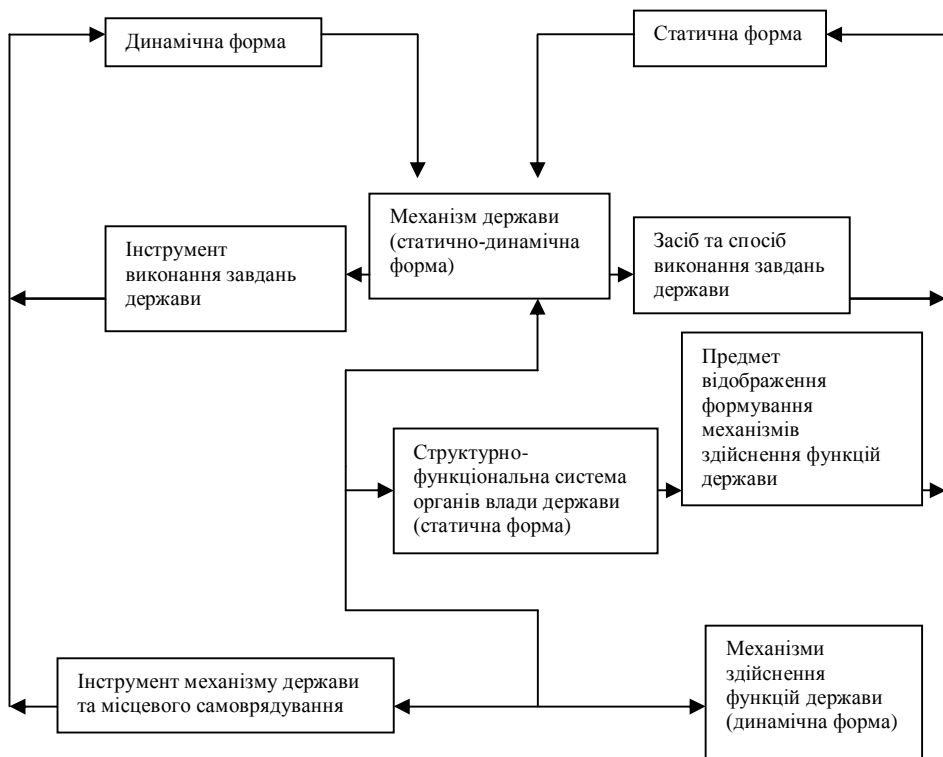 Динамічна форма
Статична форма
Механізм держави
(статично-динамічна
форма)
Інструмент
виконання завдань
держави
Засіб та спосіб
виконання завдань
держави
Предмет
відображення
формування
механізмів
здійснення функцій
держави
Структурно-
функціональна система
органів влади держави
(статична форма)
Інструмент механізму держави
та місцевого самоврядування
Механізми
здійснення
функцій держави
(динамічна форма)